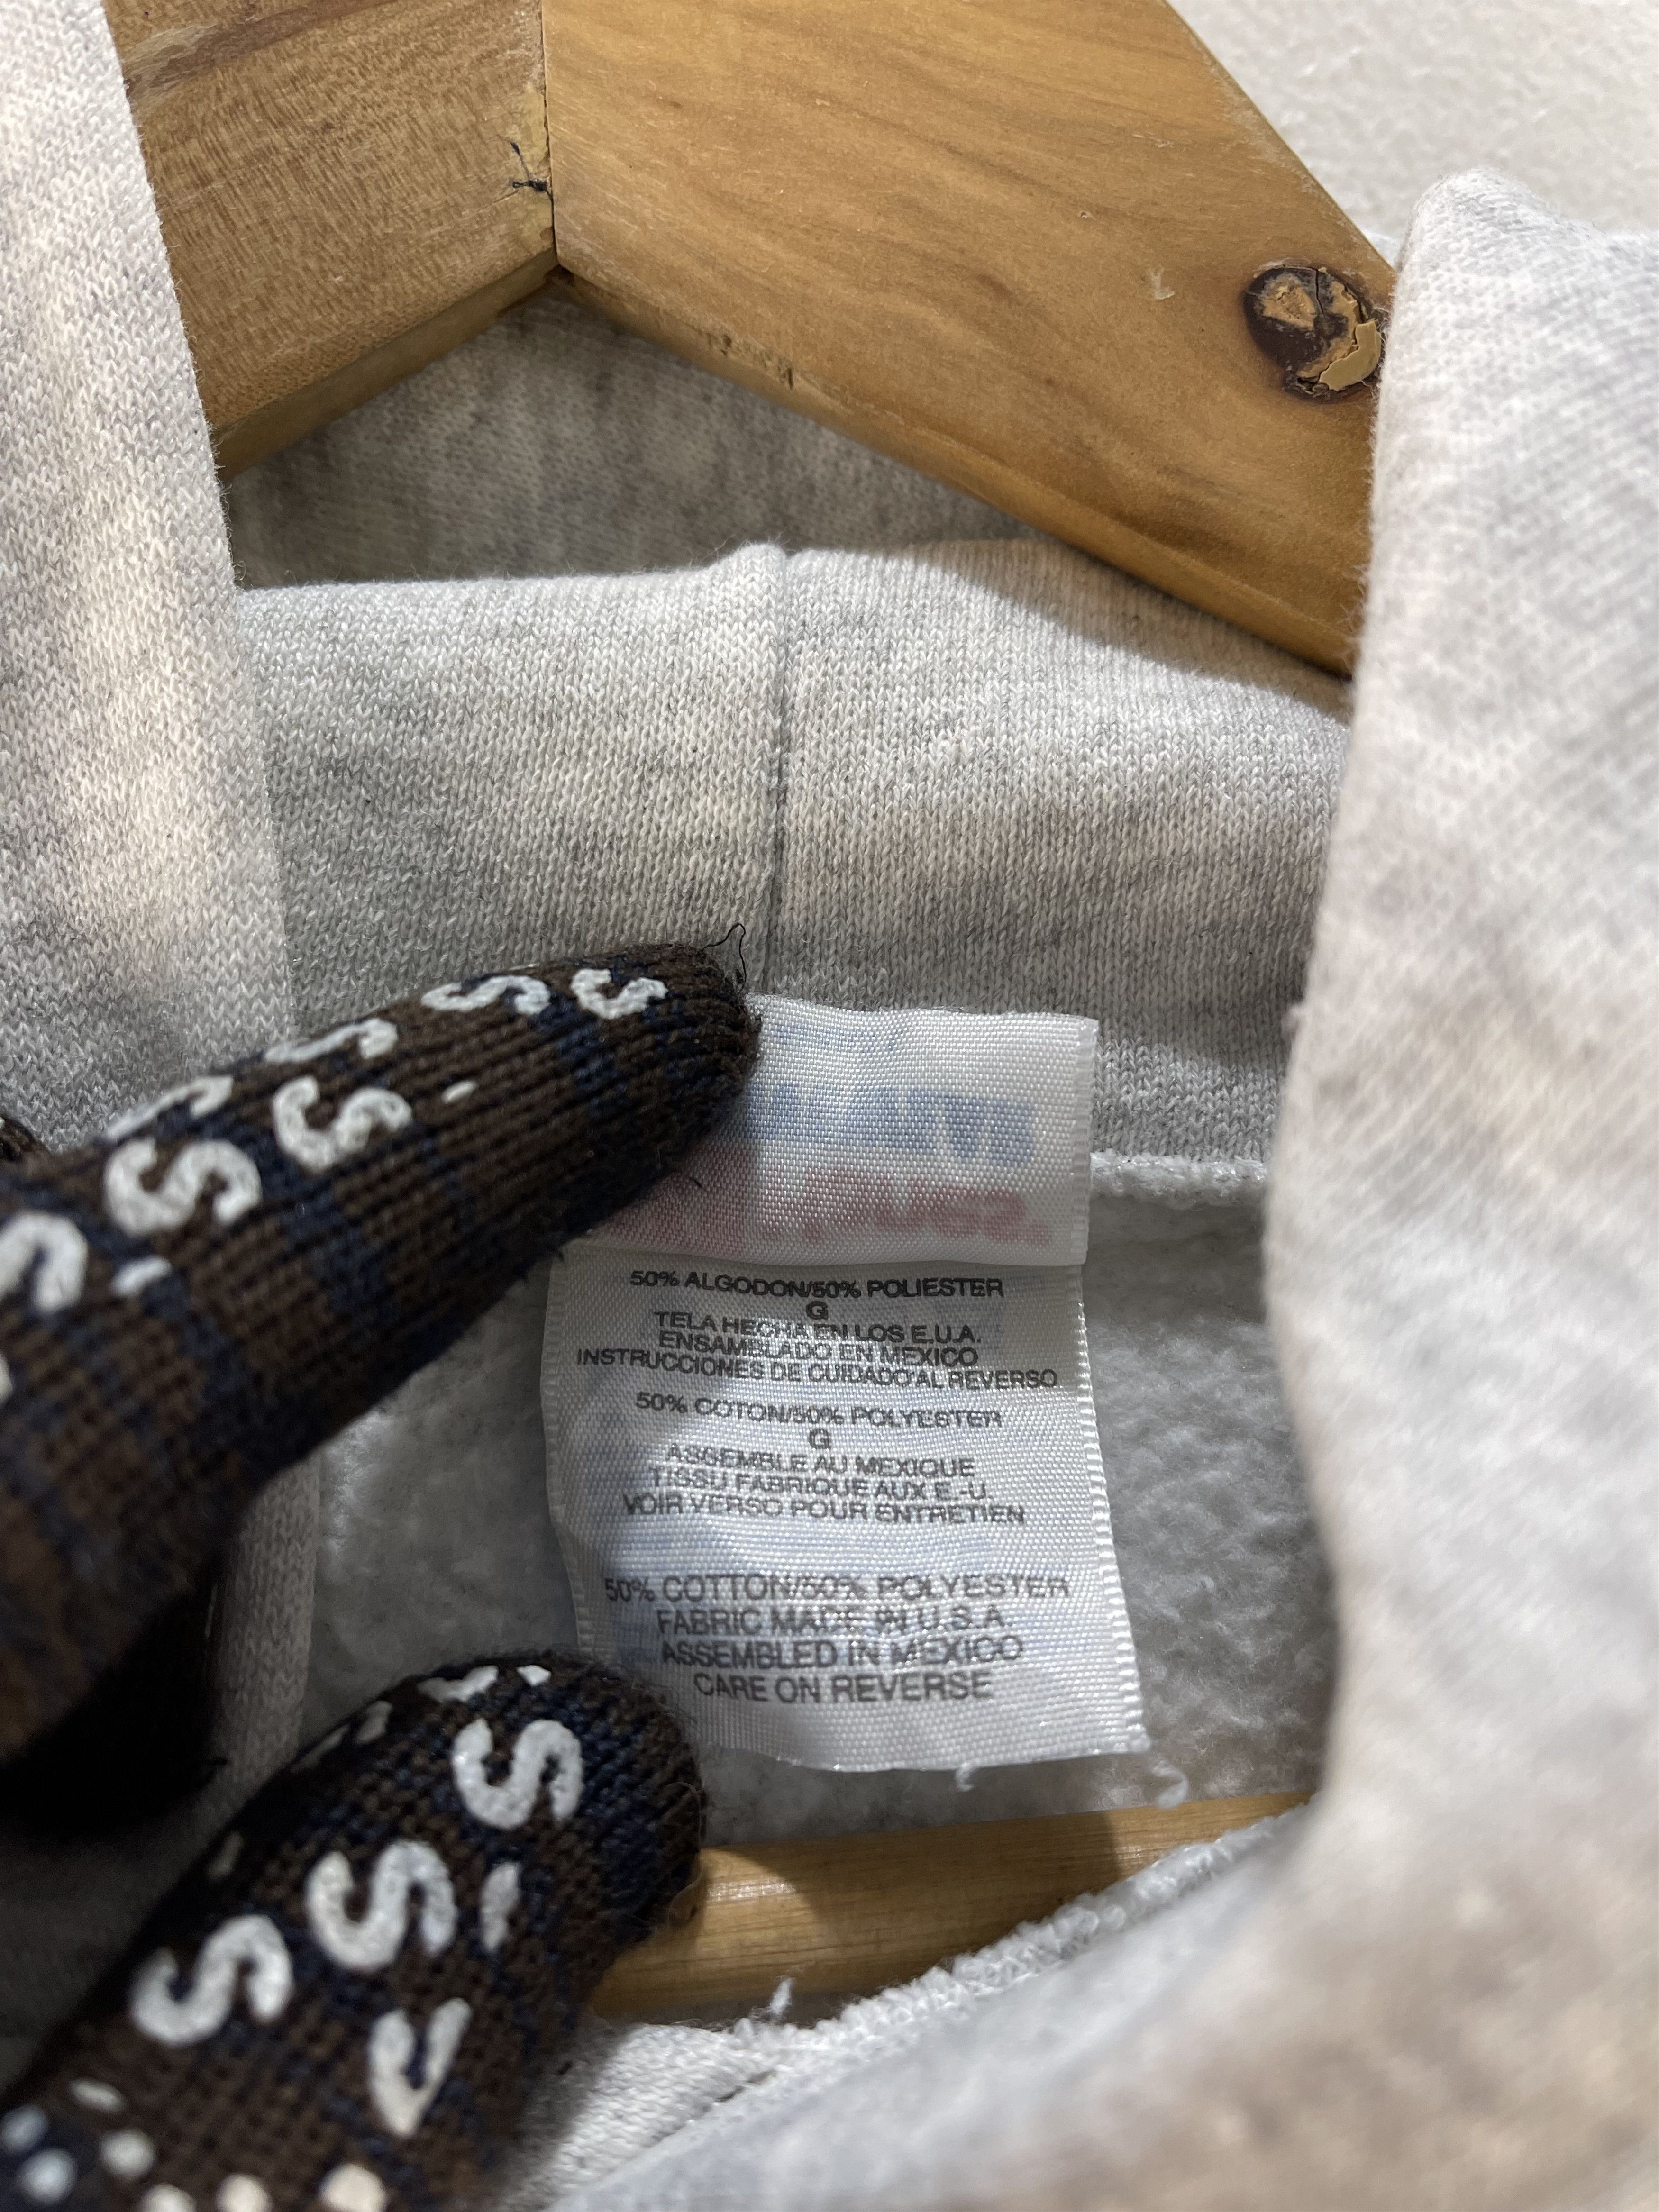 50% ALGODON/50% POLIESTER
G
TELA HECHA EN LOS E.U.A.
ENSAMBLADO EN MEXICO
INSTRUCCIONES DE CUIDADO AL REVERSO
50% COTON/50% POLYESTER
G
ASSEMBLE AU MEXIQUE
TISSU FABRIQUE AUX E.-U.
VOIR VERSO POUR ENTRETIEN
50% COTTON/50% POLYESTER
FABRIC MADE IN U.S.A.
ASSEMBLED IN MEXICO
CARE ON REVERSE